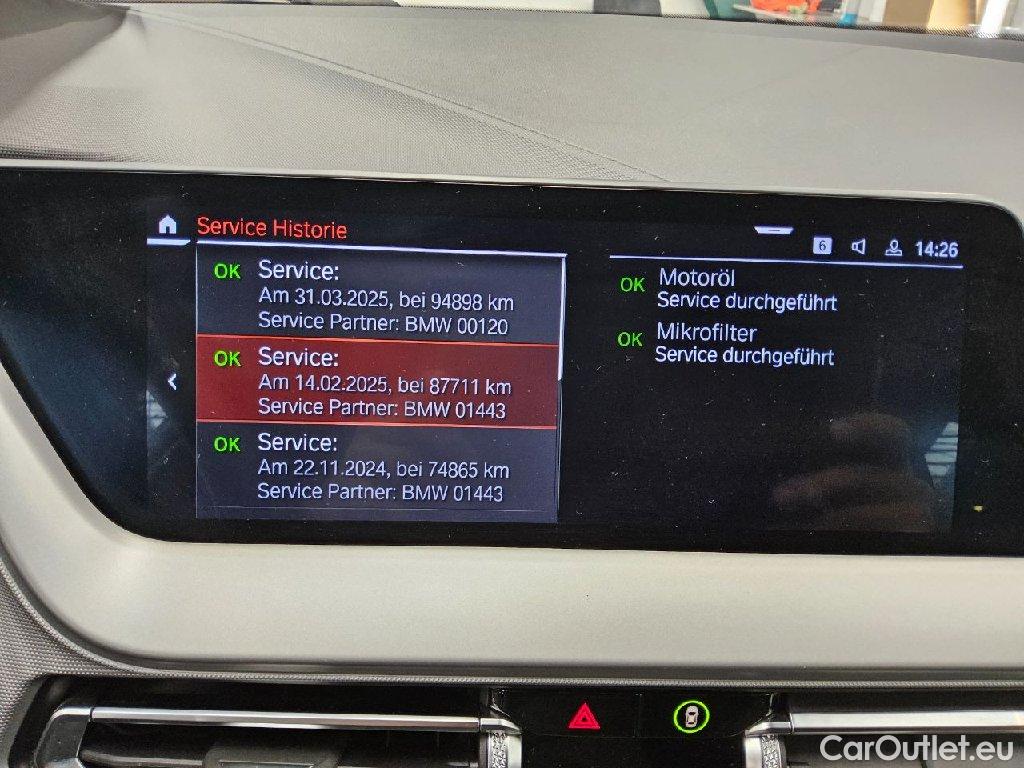 Service Historie
6
14:26
OK Service:
Am 31.03.2025, bei 94898 km
Service Partner: BMW 00120
OK Service:
Am 14.02.2025, bei 87711 km
Service Partner: BMW 01443
OK Service:
Am 22.11.2024, bei 74865 km
Service Partner: BMW 01443
OK Motoröl
Service durchgeführt
OK Mikrofilter
Service durchgeführt
CarOutlet.eu